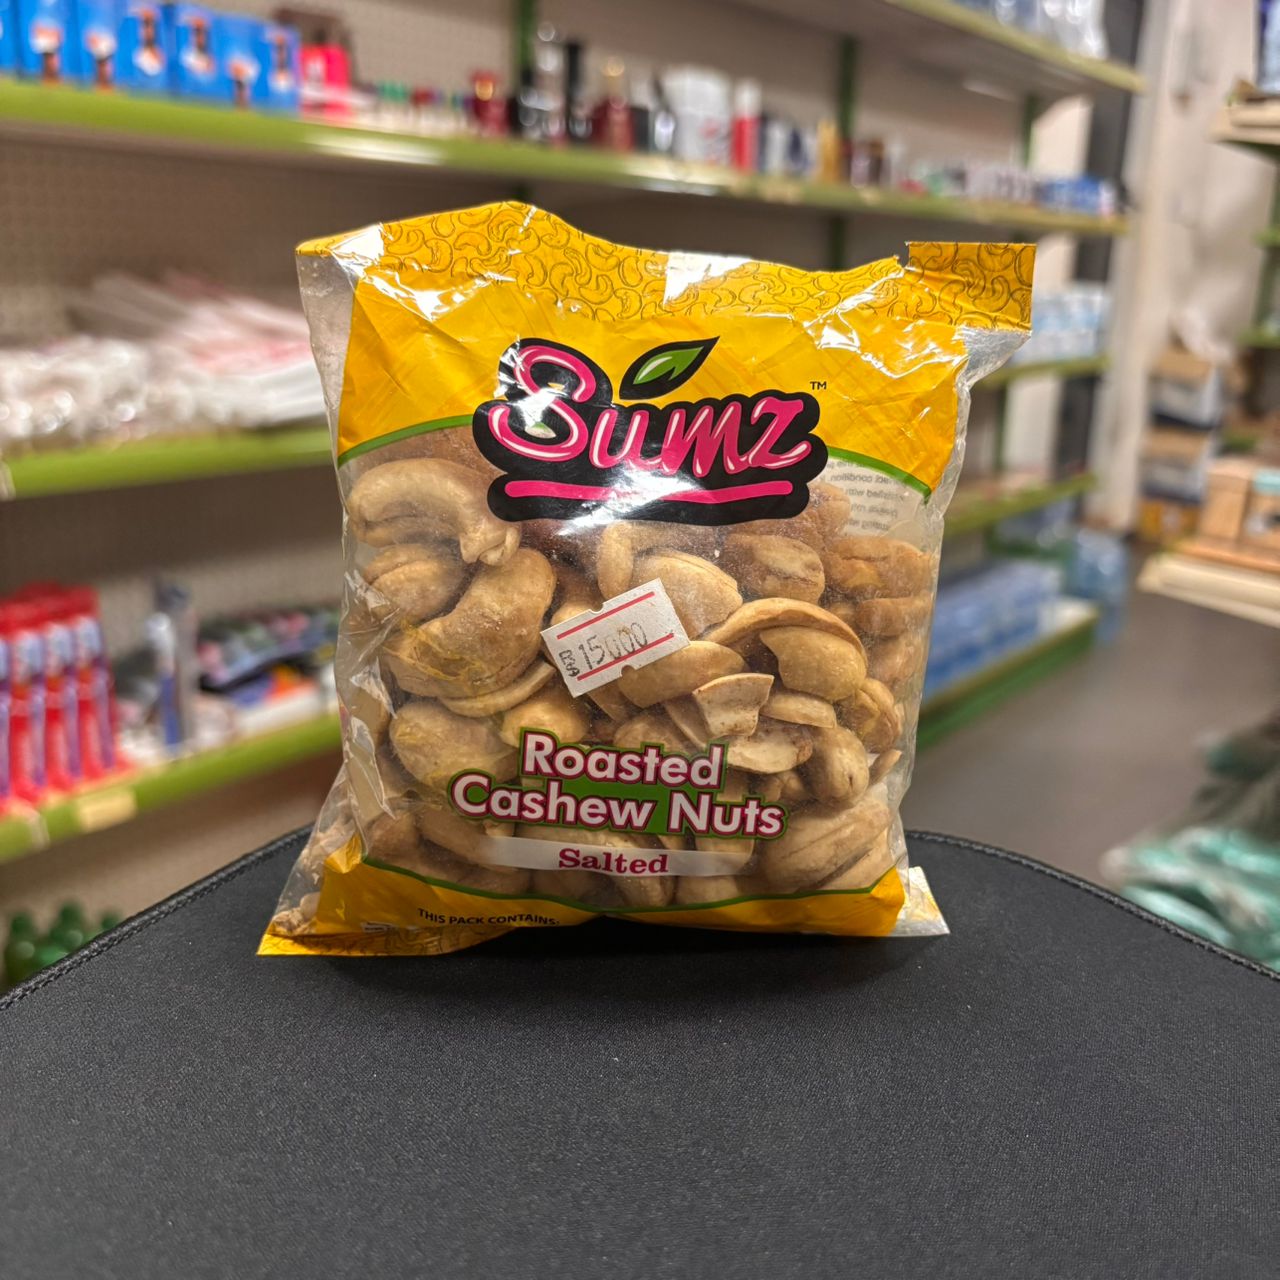 Sumz™
15000
Roasted
Cashew Nuts
Salted
THIS PACK CONTAINS: